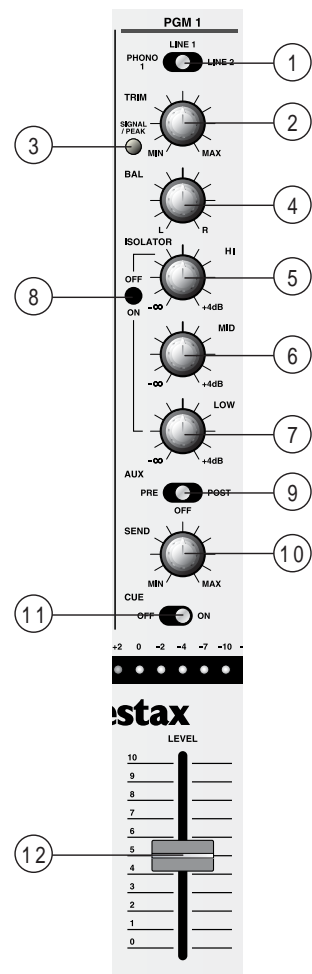 PGM 1
LINE 1
PHONO 1 LINE 2
1
TRIM
2
SIGNAL / PEAK
3
MIN MAX
BAL
4
L R
ISOLATOR HI
OFF
5
8
ON
-∞ +4dB
MID
6
-∞ +4dB
LOW
7
-∞ +4dB
AUX
PRE POST
9
OFF
SEND
10
MIN MAX
CUE
11
OFF ON
+2 0 -2 -4 -7 -10 -
estax
LEVEL
10
9
8
7
6
5
12
4
3
2
1
0